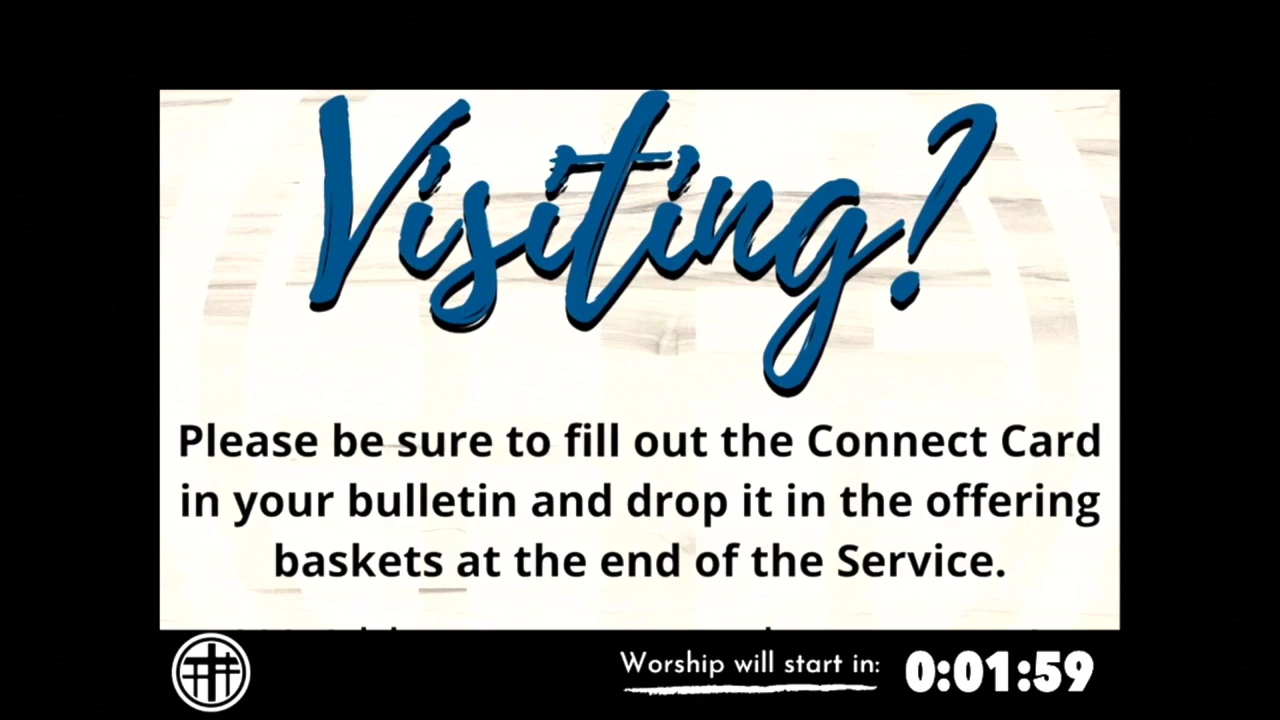 Visiting?
Please be sure to fill out the Connect Card
in your bulletin and drop it in the offering
baskets at the end of the Service.
Worship will start in: 0:01:59